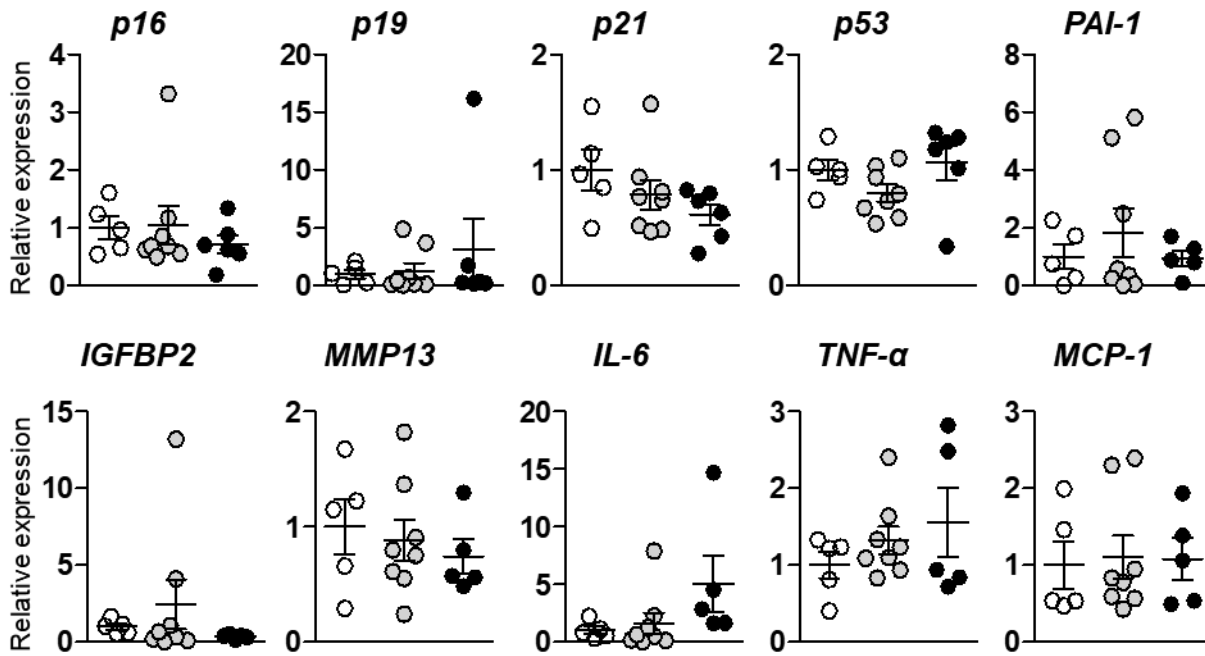 p16 p19 p21 p53 PAI-1
Relative expression
4 3 2 1 0
20 15 10 5 0
2 1 0
2 1 0
8 6 4 2 0
IGFBP2 MMP13 IL-6 TNF-α MCP-1
Relative expression
15 10 5 0
2 1 0
20 15 10 5 0
3 2 1 0
3 2 1 0